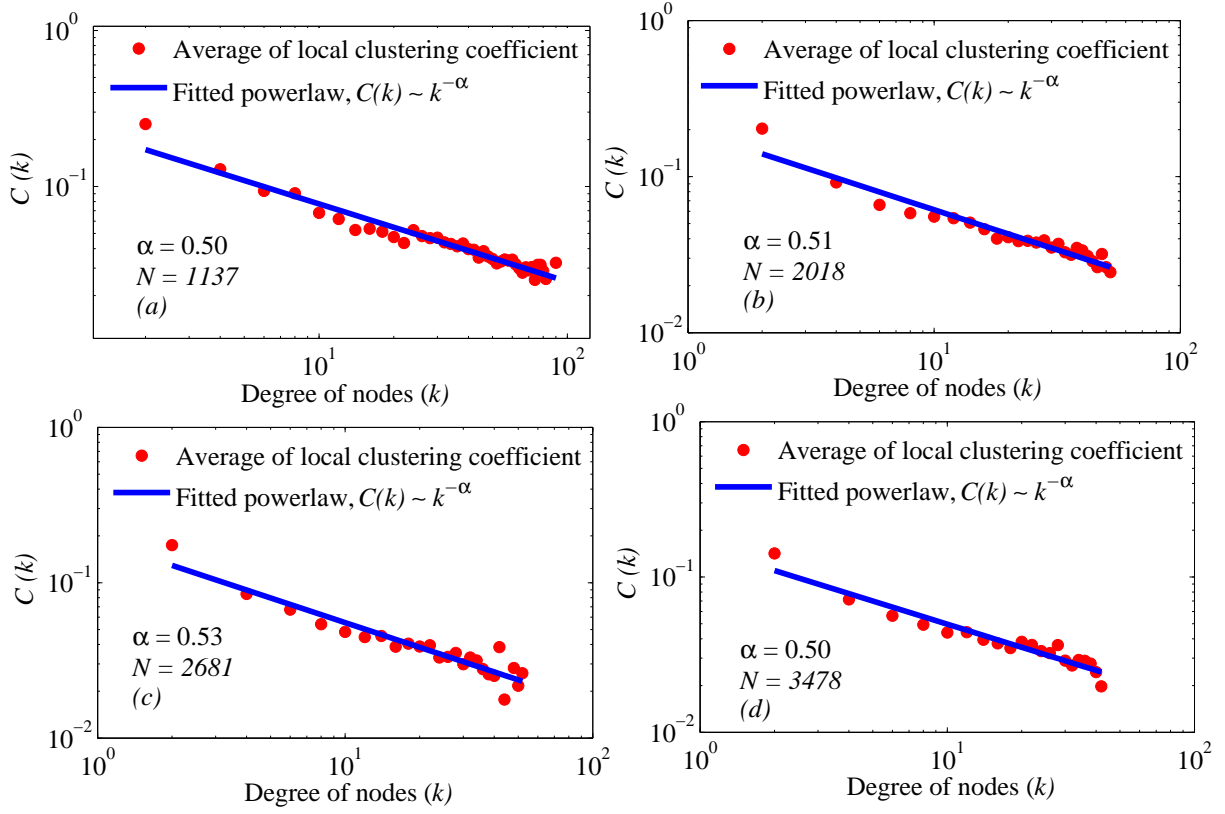 10^0
Average of local clustering coefficient
Fitted powerlaw, C(k) ~ k^{-α}
10^{-1}
C (k)
α = 0.50
N = 1137
(a)
10^1
10^2
Degree of nodes (k)
10^0
Average of local clustering coefficient
Fitted powerlaw, C(k) ~ k^{-α}
10^{-1}
C (k)
α = 0.51
N = 2018
(b)
10^{-2}
10^0
10^1
10^2
Degree of nodes (k)
10^0
Average of local clustering coefficient
Fitted powerlaw, C(k) ~ k^{-α}
10^{-1}
C (k)
α = 0.53
N = 2681
(c)
10^{-2}
10^0
10^1
10^2
Degree of nodes (k)
10^0
Average of local clustering coefficient
Fitted powerlaw, C(k) ~ k^{-α}
10^{-1}
C (k)
α = 0.50
N = 3478
(d)
10^{-2}
10^0
10^1
10^2
Degree of nodes (k)